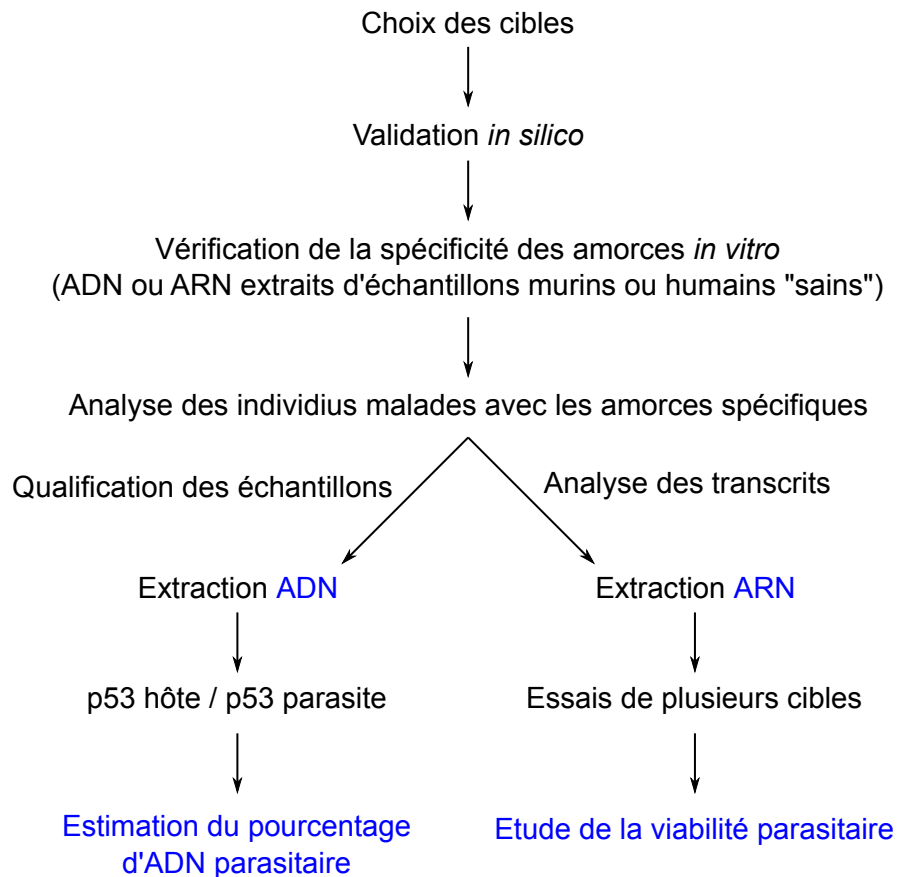 Choix des cibles
Validation in silico
Vérification de la spécificité des amorces in vitro
(ADN ou ARN extraits d'échantillons murins ou humains "sains")
Analyse des individius malades avec les amorces spécifiques
Qualification des échantillons
Analyse des transcrits
Extraction ADN
Extraction ARN
p53 hôte / p53 parasite
Essais de plusieurs cibles
Estimation du pourcentage
d'ADN parasitaire
Etude de la viabilité parasitaire